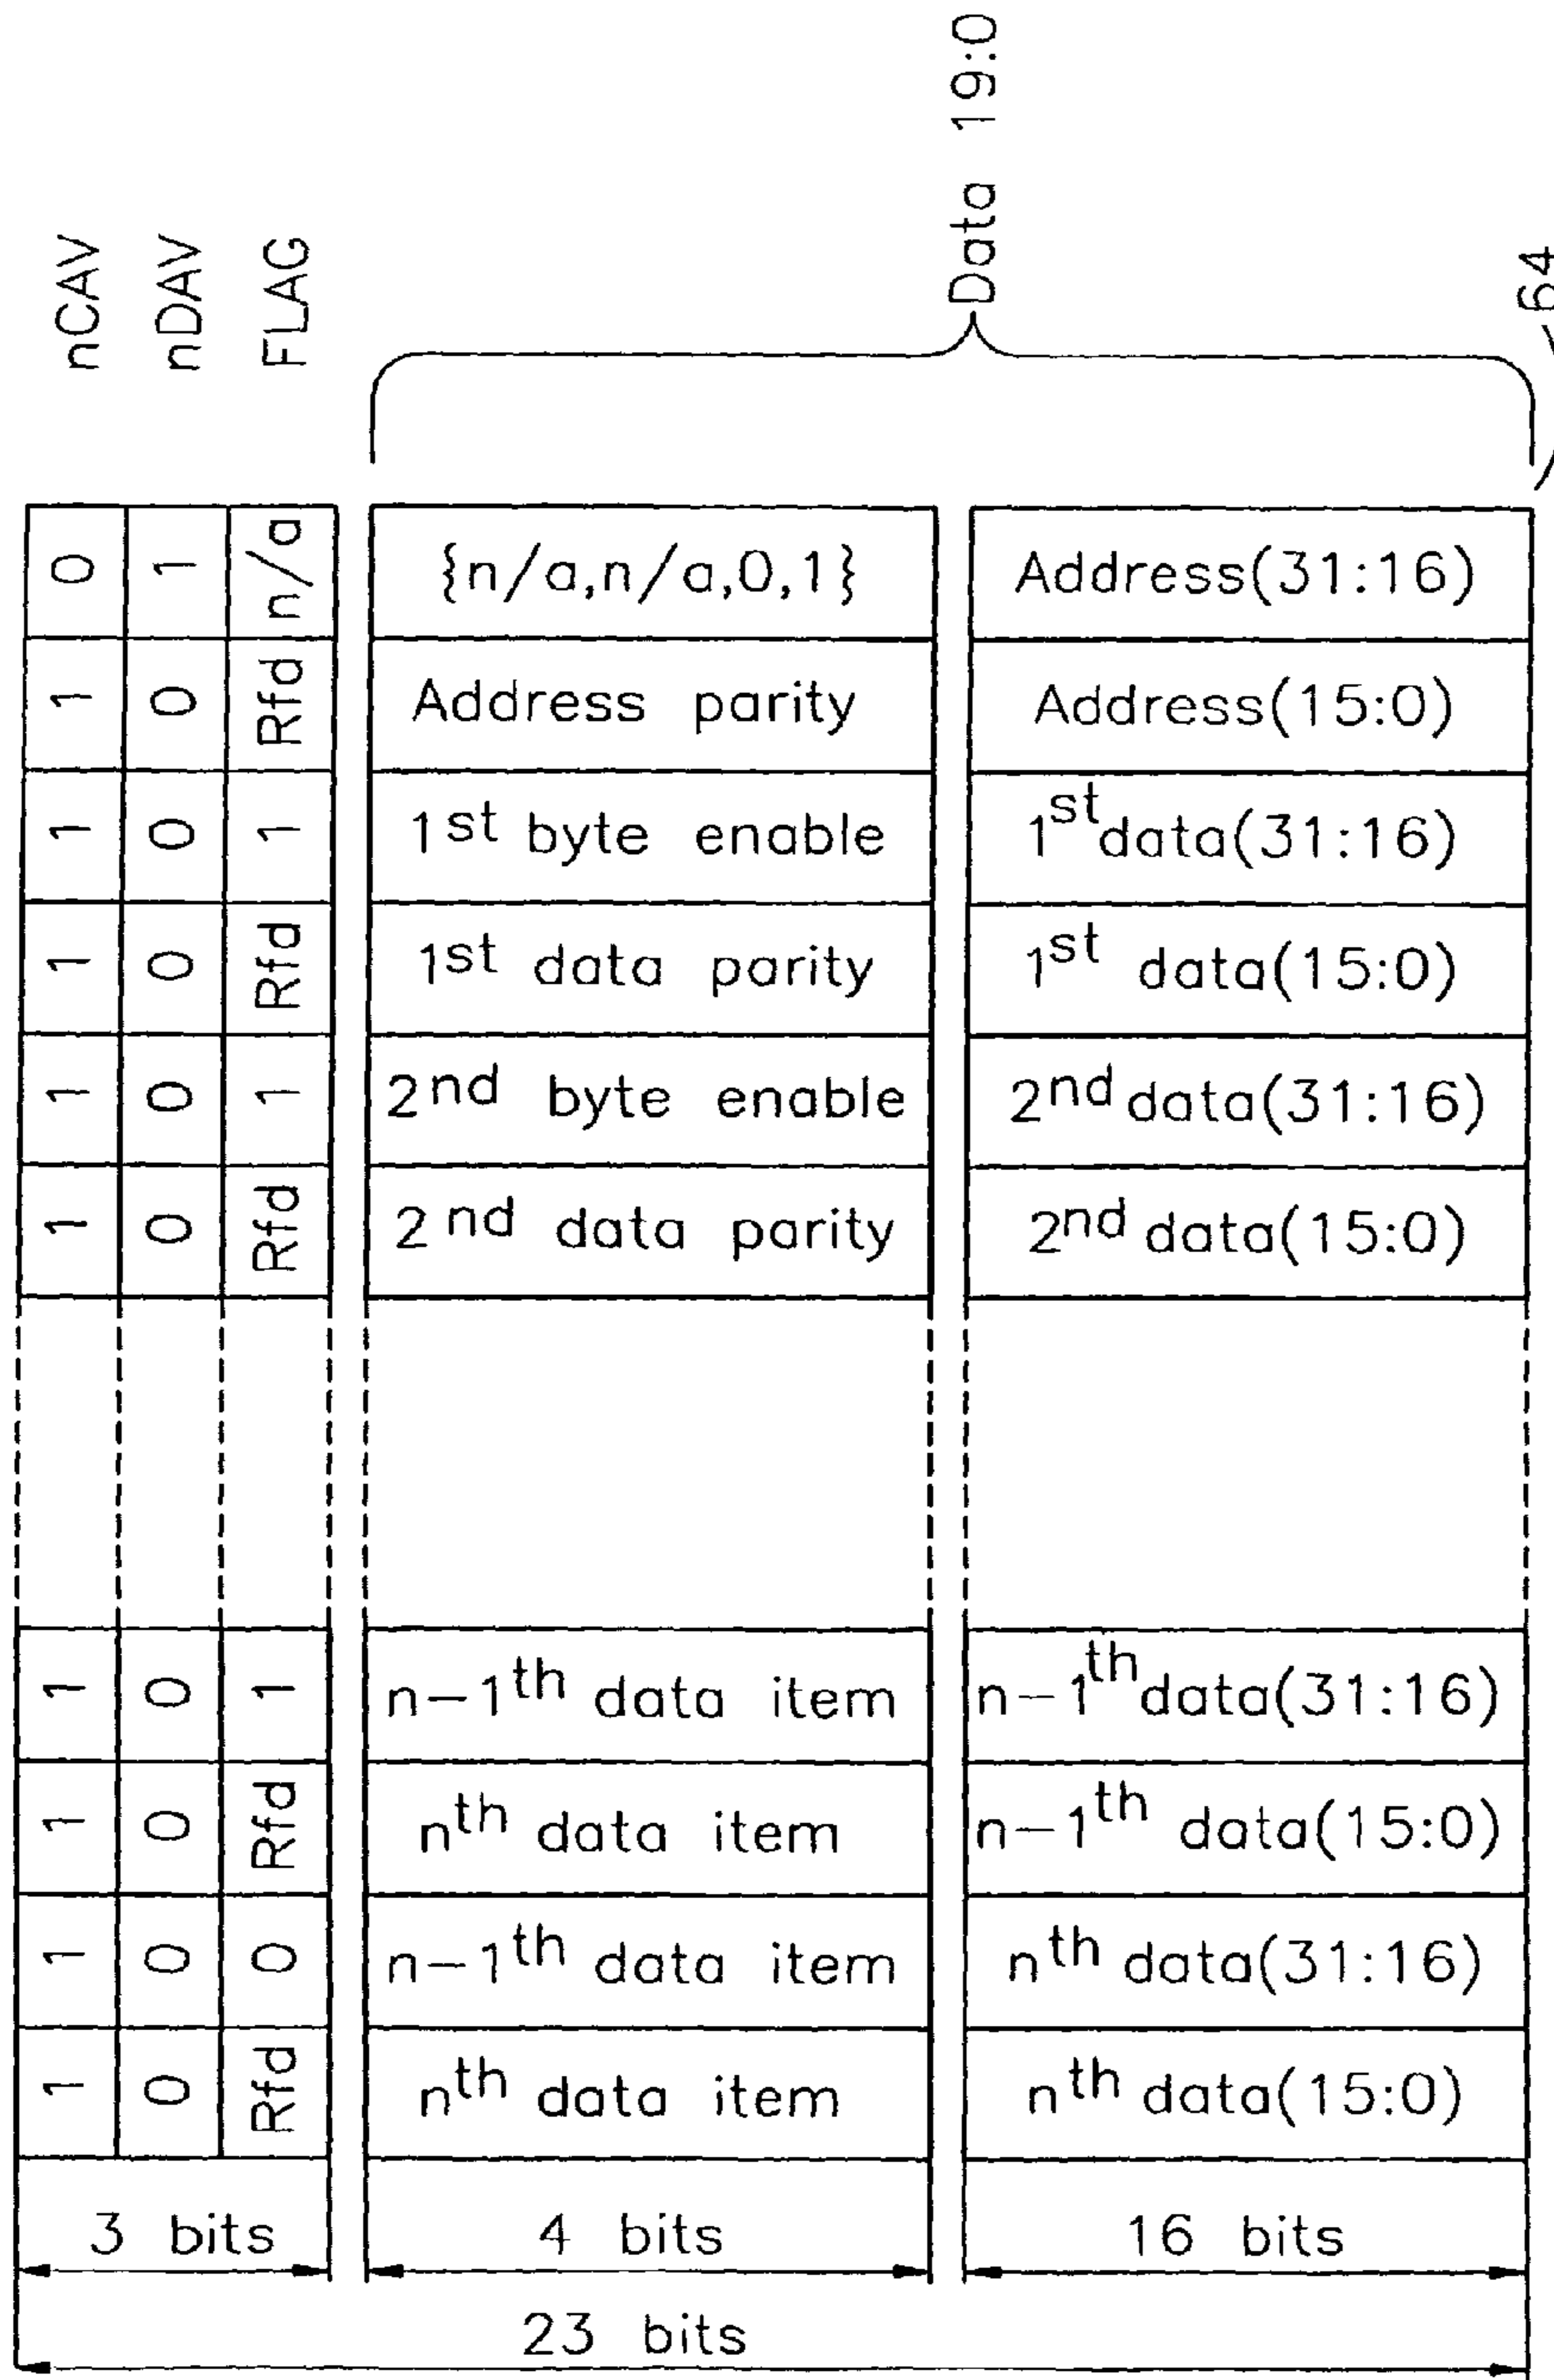 nCAV
nDAV
FLAG
Data 19:0
64
0 1 n/a {n/a,n/a,0,1} Address(31:16)
1 0 Rfd Address parity Address(15:0)
1 0 1 1st byte enable 1st data(31:16)
1 0 Rfd 1st data parity 1st data(15:0)
1 0 1 2nd byte enable 2nd data(31:16)
1 0 Rfd 2nd data parity 2nd data(15:0)
1 0 1 n-1th data item n-1th data(31:16)
1 0 Rfd nth data item n-1th data(15:0)
1 0 0 n-1th data item nth data(31:16)
1 0 Rfd nth data item nth data(15:0)
3 bits 4 bits 16 bits
23 bits